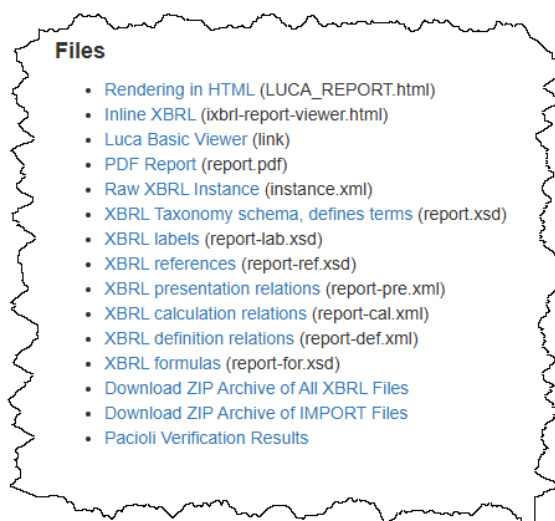 Files
Rendering in HTML (LUCA_REPORT.html)
Inline XBRL (ixbrl-report-viewer.html)
Luca Basic Viewer (link)
PDF Report (report.pdf)
Raw XBRL Instance (instance.xml)
XBRL Taxonomy schema, defines terms (report.xsd)
XBRL labels (report-lab.xsd)
XBRL references (report-ref.xsd)
XBRL presentation relations (report-pre.xml)
XBRL calculation relations (report-cal.xml)
XBRL definition relations (report-def.xml)
XBRL formulas (report-for.xsd)
Download ZIP Archive of All XBRL Files
Download ZIP Archive of IMPORT Files
Pacioli Verification Results